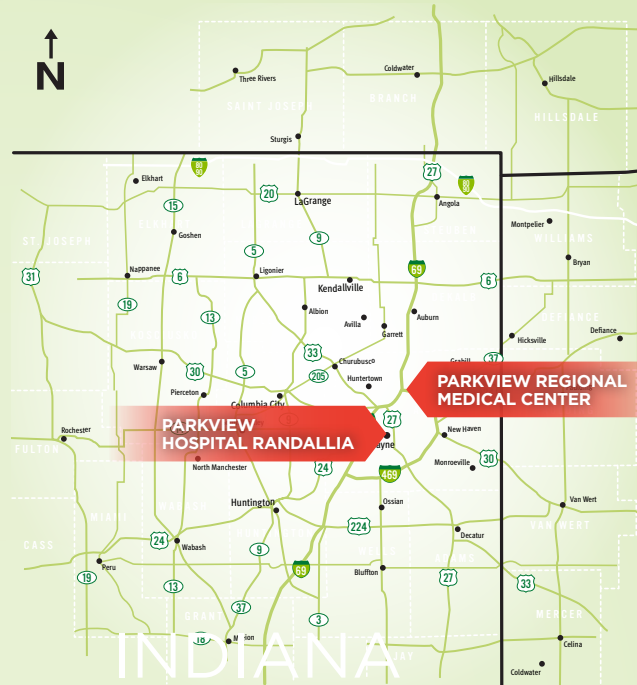 N
Three Rivers
Coldwater
Hillsdale
SAINT JOSEPH
BRANCH
HILLSDALE
Sturgis
80
90
Elkhart
27
80
90
20
LaGrange
Angola
15
Goshen
9
Montpelier
WILLIAMS
ST. JOSEPH
5
Bryan
31
Nappanee
6
Ligonier
69
6
Kendallville
19
13
Albion
Avilla
Auburn
Garrett
DEFIANCE
Defiance
Hicksville
33
Churubusco
37
Warsaw
30
5
205
Huntertown
PARKVIEW REGIONAL
MEDICAL CENTER
Pierceton
Columbia City
27
PARKVIEW
HOSPITAL RANDALLIA
Rochester
New Haven
FULTON
North Manchester
24
469
Monroeville
30
Huntington
Ossian
Van Wert
MIAMI
224
VAN WERT
CASS
24
Wabash
9
Decatur
ADAMS
Peru
69
Bluffton
19
13
27
33
GRANT
37
3
MERCER
INDIANA
JAY
Celina
Coldwater